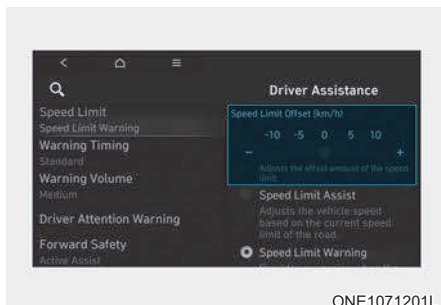 Driver Assistance
Speed Limit
Speed Limit Warning
Warning Timing
Standard
Warning Volume
Medium
Driver Attention Warning
Forward Safety
Active Assist
Speed Limit Offset (km/h)
-10 -5 0 5 10
- +
Adjusts the offset amount of the speed
limit.
Speed Limit Assist
Adjusts the vehicle speed
based on the current speed
limit of the road.
Speed Limit Warning
ONE1071201L